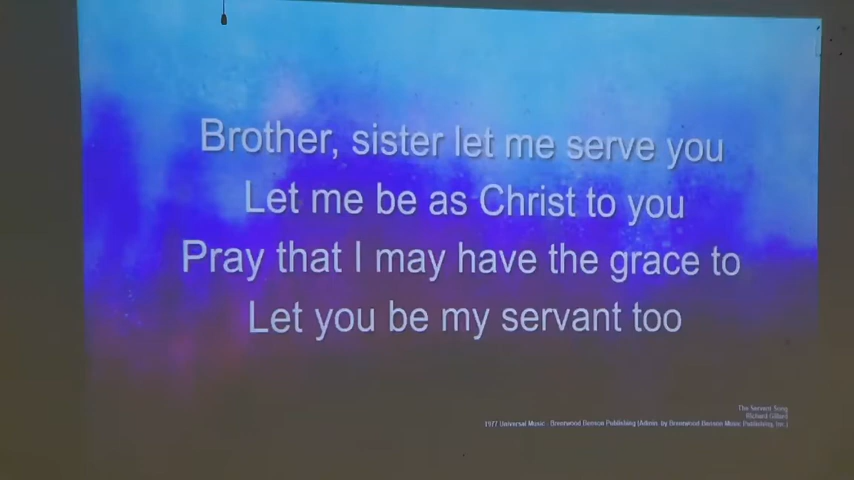 Brother, sister let me serve you
Let me be as Christ to you
Pray that I may have the grace to
Let you be my servant too
The Servant Song
Richard Gillard
1977 Universal Music - Brentwood Benson Publishing (Admin. by Brentwood Benson Music Publishing, Inc.)